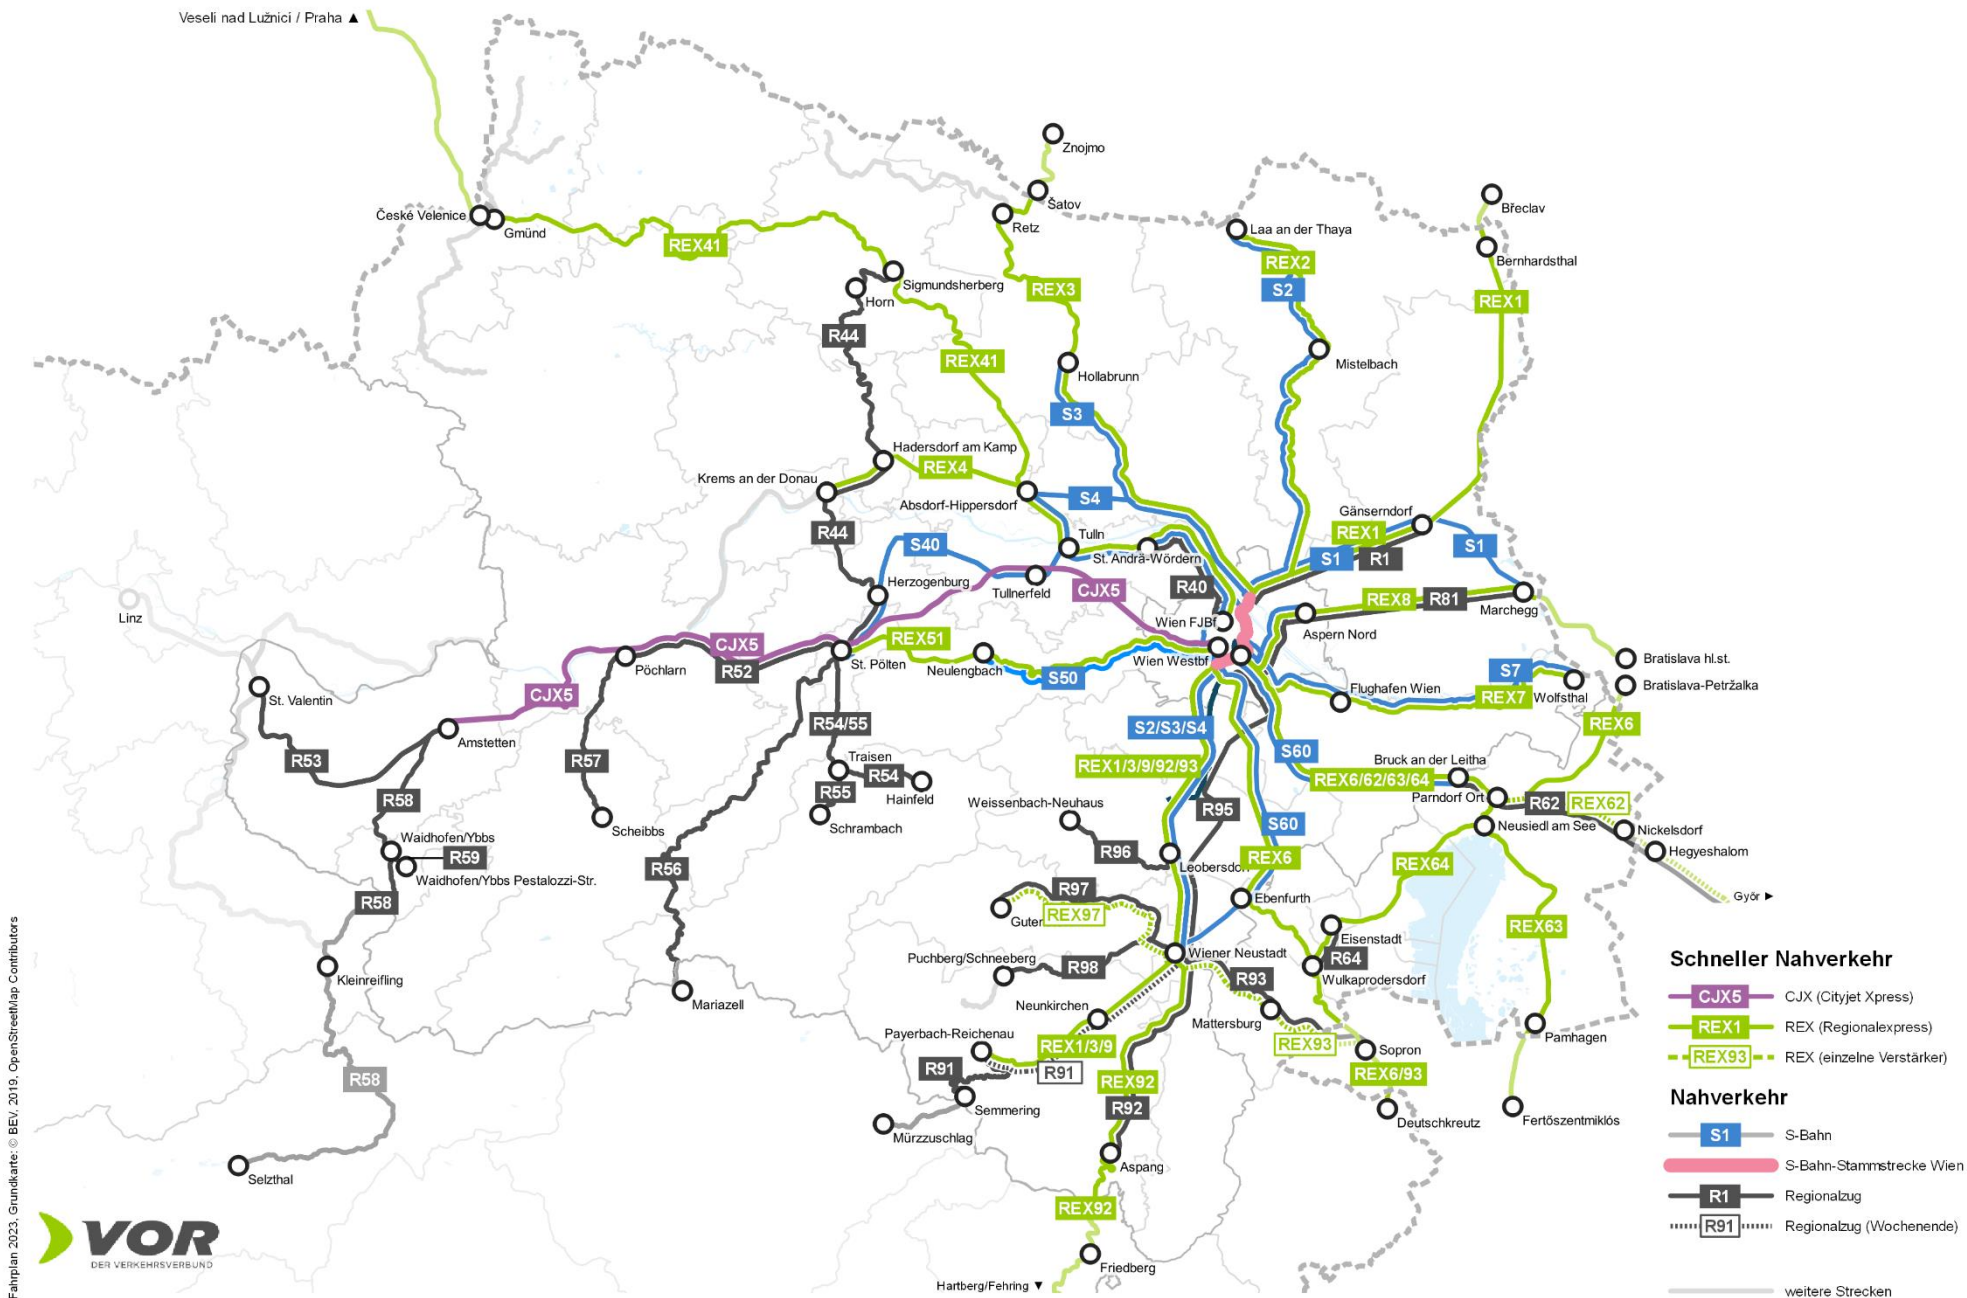 Veselí nad Lužnicí / Praha ▲
Znojmo
Šatov
Retz
Břeclav
Bernhardsthal
České Velenice
Gmünd
Laa an der Thaya
REX41
REX2
S2
REX3
REX1
Sigmundsherberg
Horn
R44
REX41
Hollabrunn
Mistelbach
S3
Hadersdorf am Kamp
REX4
Krems an der Donau
Absdorf-Hippersdorf
S4
Gänserndorf
REX1
S1
R1
S1
R44
S40
Tulln
St. Andrä-Wördern
Herzogenburg
Tullnerfeld
CJX5
R40
REX8
R81
Marchegg
Linz
Wien FJBf
Aspern Nord
CJX5
R52
REX51
St. Pölten
Pöchlarn
Neulengbach
S50
Wien Westbf
Bratislava hl.st.
Bratislava-Petržalka
S7
REX7
Wolfsthal
Flughafen Wien
St. Valentin
CJX5
Amstetten
R53
R57
R54/55
Traisen
R54
R55
Hainfeld
Schrambach
S2/S3/S4
REX1/3/9/92/93
S60
REX6
Bruck an der Leitha
REX6/62/63/64
Parndorf Ort
R62
REX62
Neusiedl am See
Nickelsdorf
Hegyeshalom
Győr ►
R58
Waidhofen/Ybbs
R59
Waidhofen/Ybbs Pestalozzi-Str.
R58
Scheibbs
R56
Weissenbach-Neuhaus
R95
S60
REX6
R96
Leobersdorf
REX64
R97
REX97
Guten
Ebenfurth
REX63
Eisenstadt
R64
Wulkaprodersdorf
Puchberg/Schneeberg
R98
Wiener Neustadt
R93
Mattersburg
REX93
Sopron
REX6/93
Deutschkreutz
Pamhagen
Fertőszentmiklós
Kleinreifling
Mariazell
Neunkirchen
Payerbach-Reichenau
REX1/3/9
R91
R91
Semmering
Mürzzuschlag
REX92
R92
Aspang
REX92
Friedberg
Hartberg/Fehring ▼
R58
Selzthal
Schneller Nahverkehr
CJX5 CJX (Cityjet Xpress)
REX1 REX (Regionalexpress)
REX93 REX (einzelne Verstärker)
Nahverkehr
S1 S-Bahn
S-Bahn-Stammstrecke Wien
R1 Regionalzug
R91 Regionalzug (Wochenende)
weitere Strecken
VOR
DER VERKEHRSVERBUND
Fahrplan 2023, Grundkarte: © BEV, 2019, OpenStreetMap Contributors